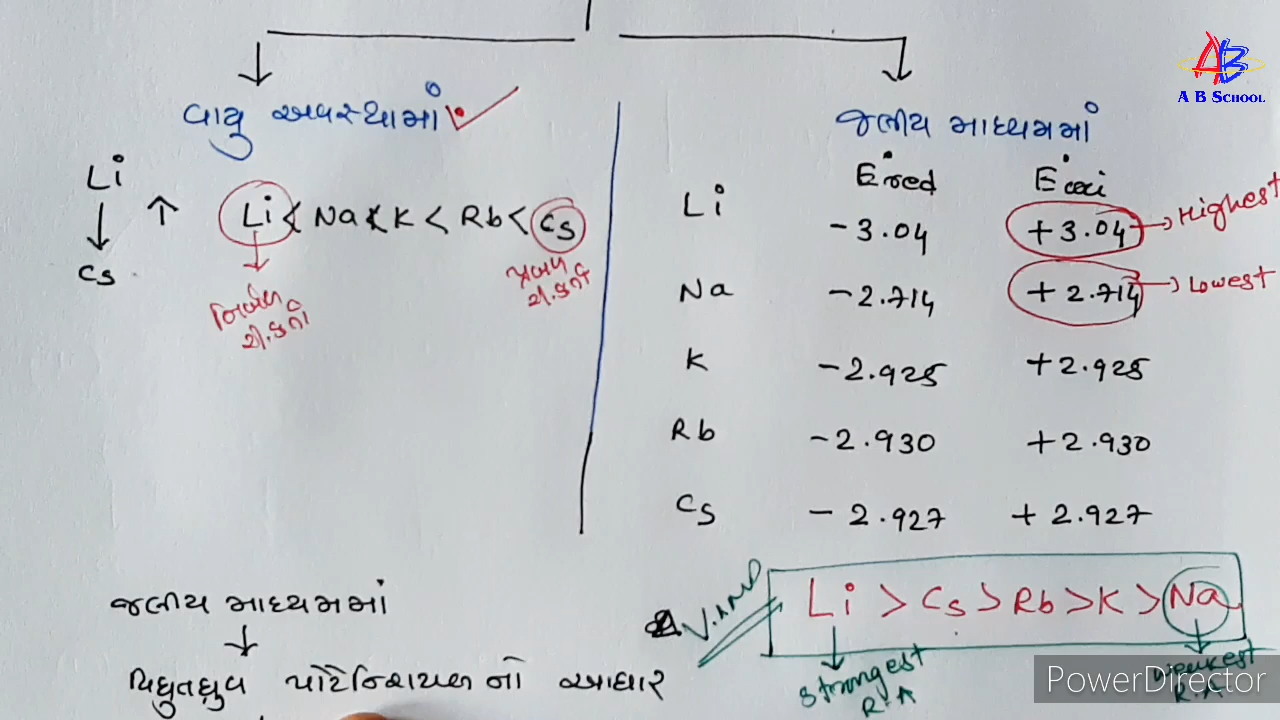 વાયુ અવસ્થામાં
Li
↓
Cs
↑
Li < Na < K < Rb < Cs
નિર્બળ
રી.કર્તા
પ્રબળ
રી.કર્તા
જલીય માધ્યમમાં
E°red E°oxi
Li -3.04 +3.04 → Highest
Na -2.714 +2.714 → Lowest
K -2.925 +2.925
Rb -2.930 +2.930
Cs -2.927 +2.927
V.IMP
Li > Cs > Rb > K > Na
strongest
R.A
weakest
R.A
જલીય માધ્યમમાં
↓
વિધુતધ્રુવ પોટેન્શિયલ નો આધાર
AB
A B SCHOOL
PowerDirector